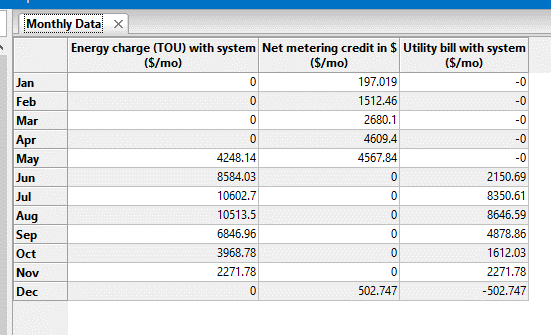 Monthly Data
Energy charge (TOU) with system Net metering credit in $ Utility bill with system
($/mo) ($/mo) ($/mo)
Jan 0 197.019 -0
Feb 0 1512.46 -0
Mar 0 2680.1 -0
Apr 0 4609.4 -0
May 4248.14 4567.84 -0
Jun 8584.03 0 2150.69
Jul 10602.7 0 8350.61
Aug 10513.5 0 8646.59
Sep 6846.96 0 4878.86
Oct 3968.78 0 1612.03
Nov 2271.78 0 2271.78
Dec 0 502.747 -502.747